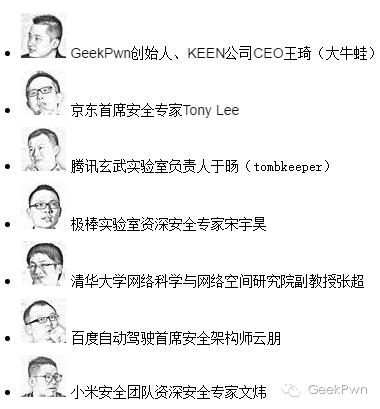 GeekPwn创始人、KEEN公司CEO王琦（大牛蛙）
京东首席安全专家Tony Lee
腾讯玄武实验室负责人于旸（tombkeeper）
极棒实验室资深安全专家宋宇昊
清华大学网络科学与网络空间研究院副教授张超
百度自动驾驶首席安全架构师云朋
小米安全团队资深安全专家文炜
GeekPwn